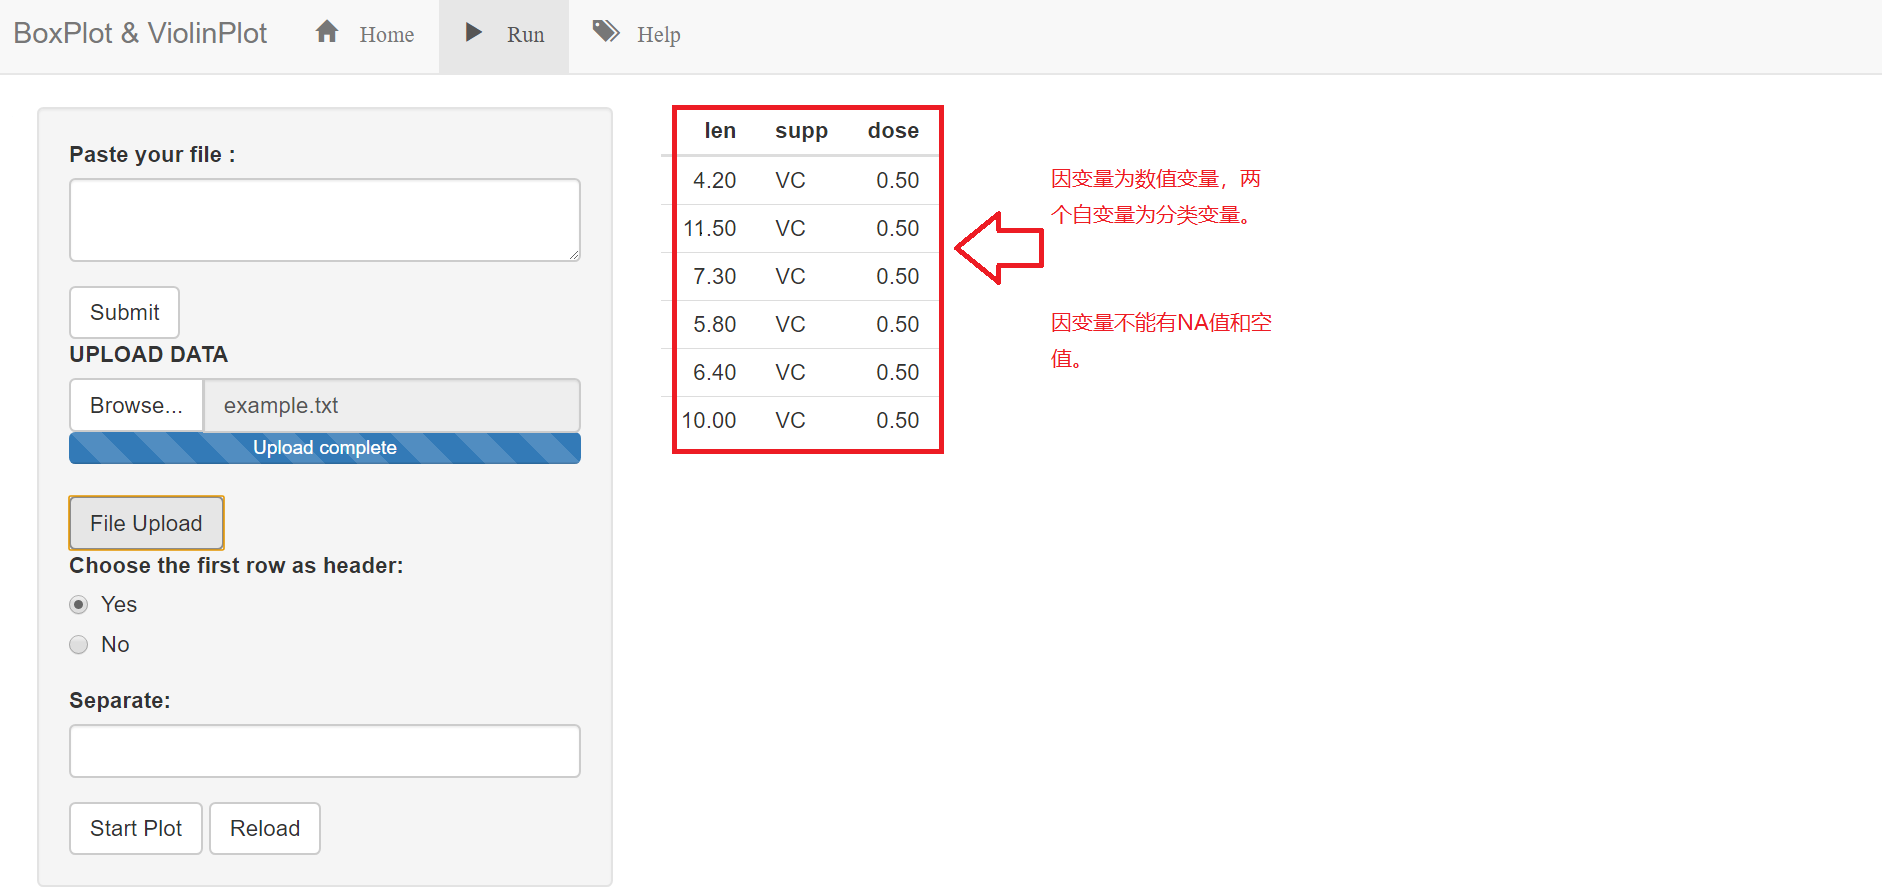 BoxPlot & ViolinPlot Home Run Help
Paste your file :
Submit
UPLOAD DATA
Browse... example.txt
Upload complete
File Upload
Choose the first row as header:
Yes
No
Separate:
Start Plot Reload
len supp dose
4.20 VC 0.50
11.50 VC 0.50
7.30 VC 0.50
5.80 VC 0.50
6.40 VC 0.50
10.00 VC 0.50
因变量为数值变量，两
个自变量为分类变量。
因变量不能有NA值和空
值。